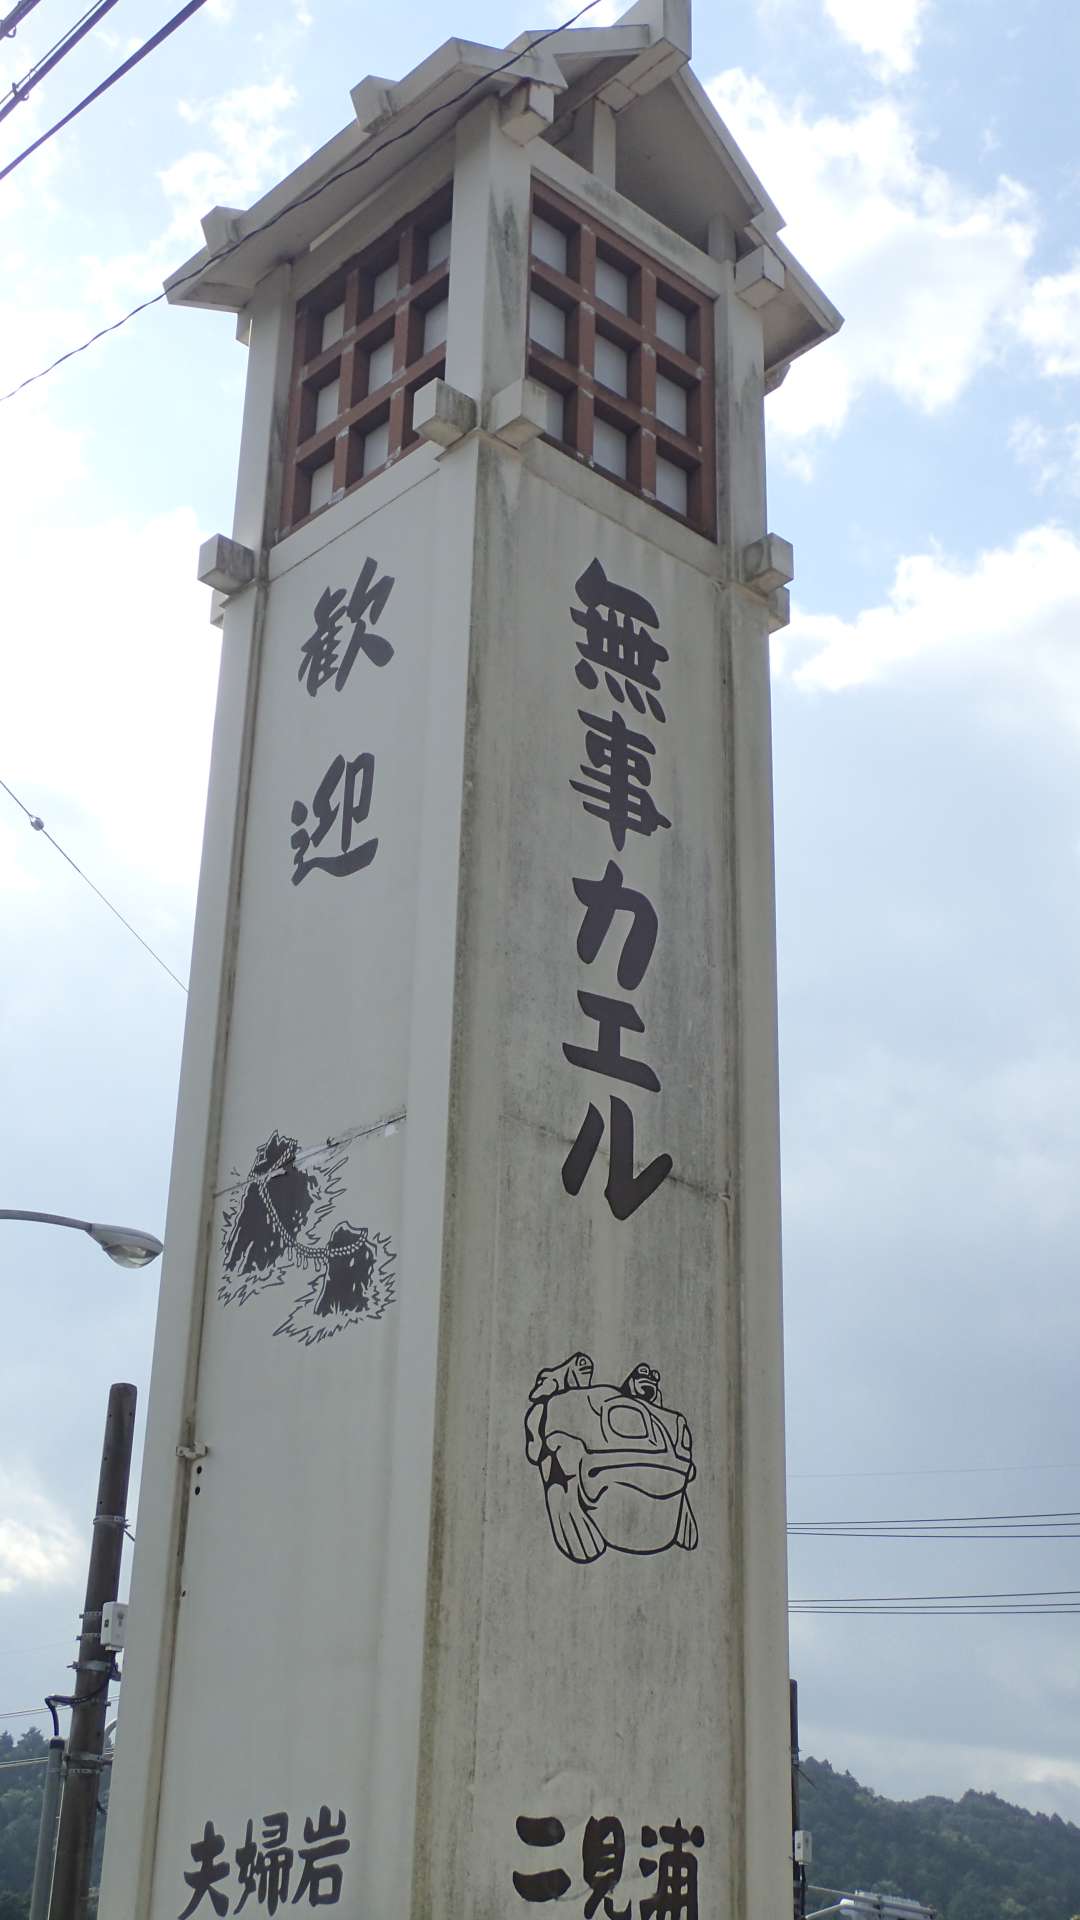 歓迎
夫婦岩
無事カエル
二見浦